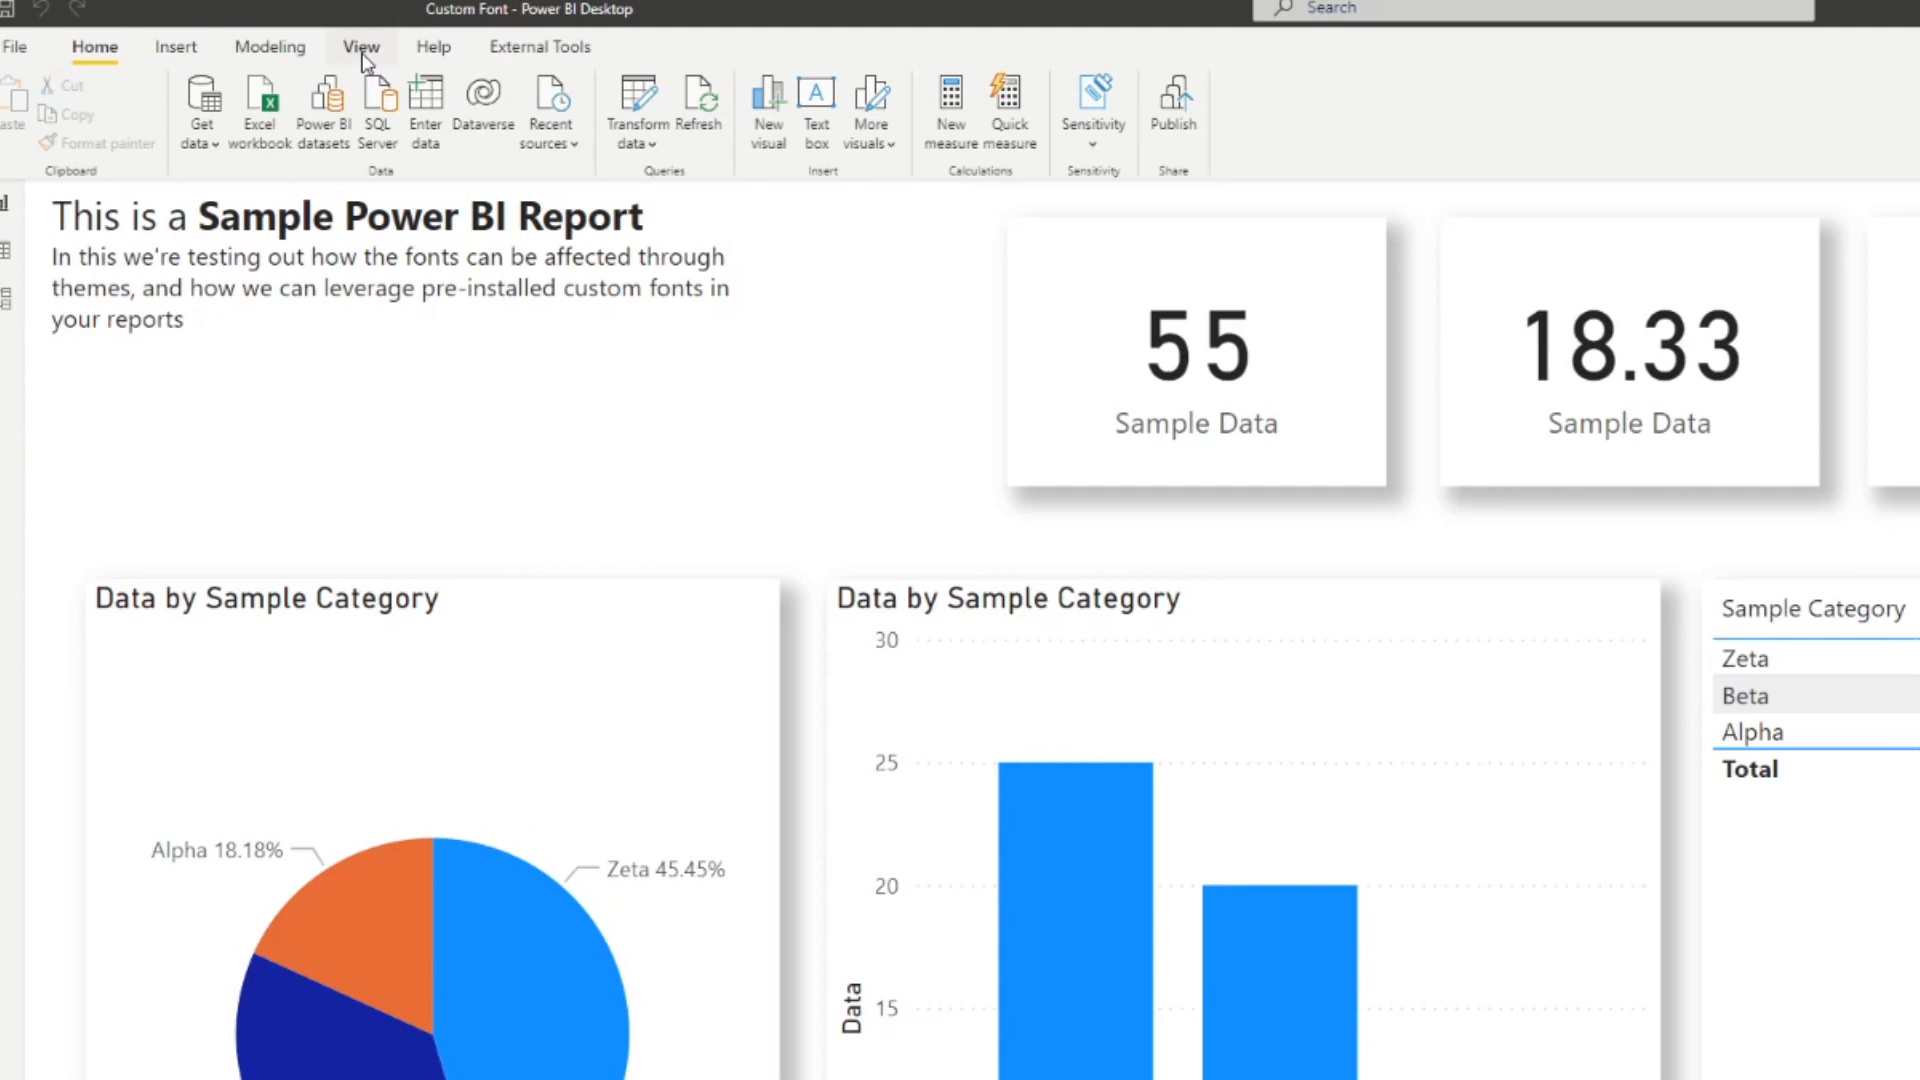 Custom Font - Power BI Desktop
Search
File Home Insert Modeling View Help External Tools
Cut
Copy
Format painter
Clipboard
Get data
Excel workbook
Power BI datasets
SQL Server
Enter data
Dataverse
Recent sources
Data
Transform data
Refresh
Queries
New visual
A
Text box
More visuals
Insert
New measure
Quick measure
Calculations
Sensitivity
Sensitivity
Publish
Share
This is a Sample Power BI Report
In this we're testing out how the fonts can be affected through
themes, and how we can leverage pre-installed custom fonts in
your reports
55
Sample Data
18.33
Sample Data
Data by Sample Category
Alpha 18.18%
Zeta 45.45%
Data by Sample Category
30
25
20
15
Data
Sample Category
Zeta
Beta
Alpha
Total